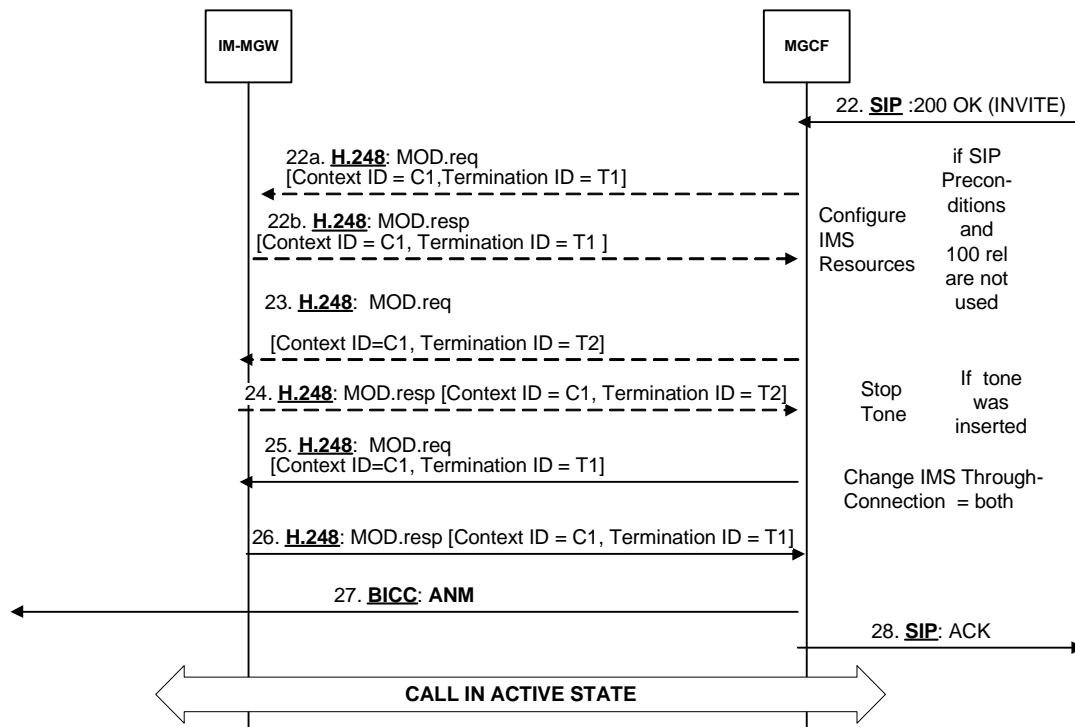 IM-MGW
MGCF
22. SIP :200 OK (INVITE)
22a. H.248: MOD.req
[Context ID = C1,Termination ID = T1]
22b. H.248: MOD.resp
[Context ID = C1, Termination ID = T1 ]
Configure
IMS
Resources
if SIP
Precon-
ditions
and
100 rel
are not
used
23. H.248: MOD.req
[Context ID=C1, Termination ID = T2]
24. H.248: MOD.resp [Context ID = C1, Termination ID = T2]
Stop
Tone
If tone
was
inserted
25. H.248: MOD.req
[Context ID=C1, Termination ID = T1]
Change IMS Through-
Connection = both
26. H.248: MOD.resp [Context ID = C1, Termination ID = T1]
27. BICC: ANM
28. SIP: ACK
CALL IN ACTIVE STATE